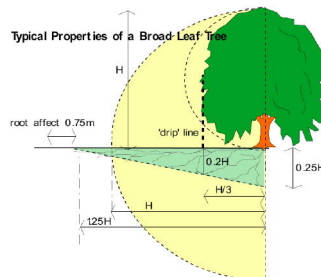 Typical Properties of a Broad Leaf Tree
H
root affect 0.75m
'drip' line
0.2H
0.25H
H/3
H
1.25H